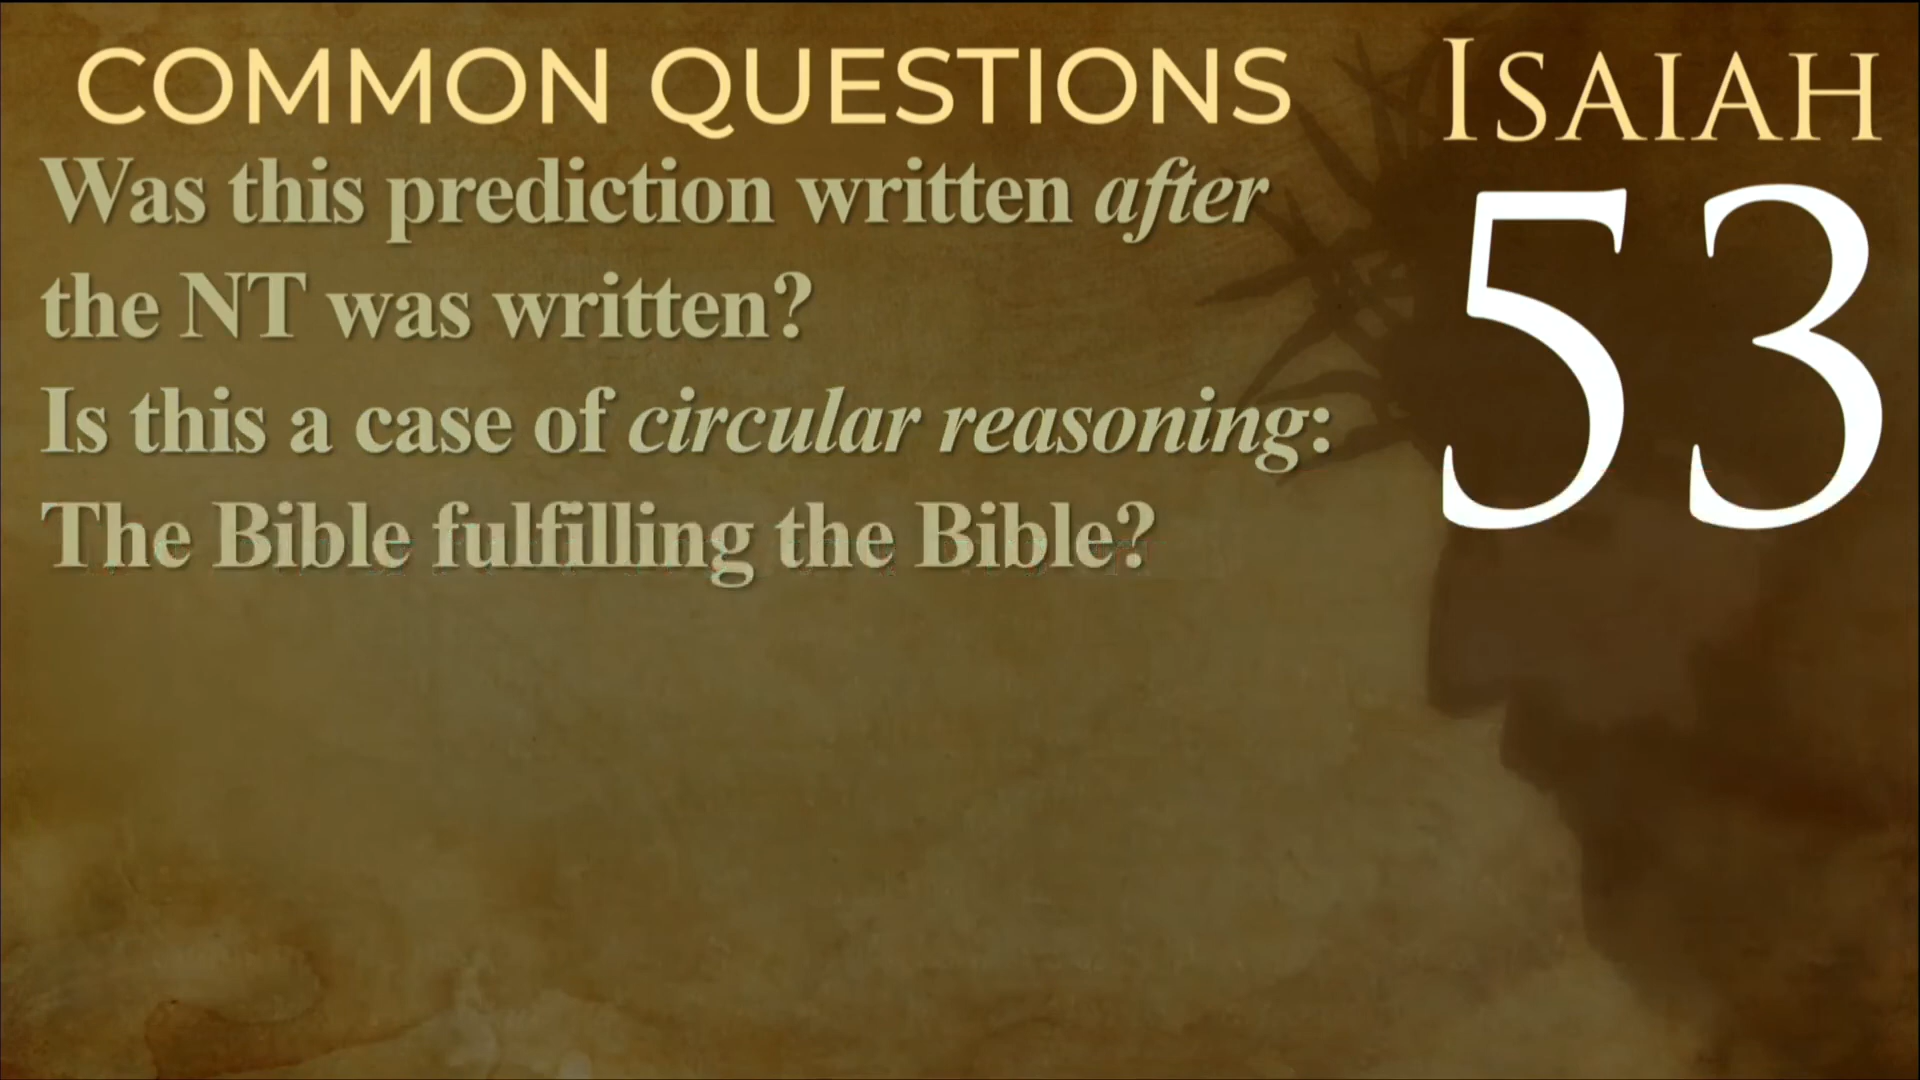 COMMON QUESTIONS
Was this prediction written after
the NT was written?
Is this a case of circular reasoning:
The Bible fulfilling the Bible?
ISAIAH
53